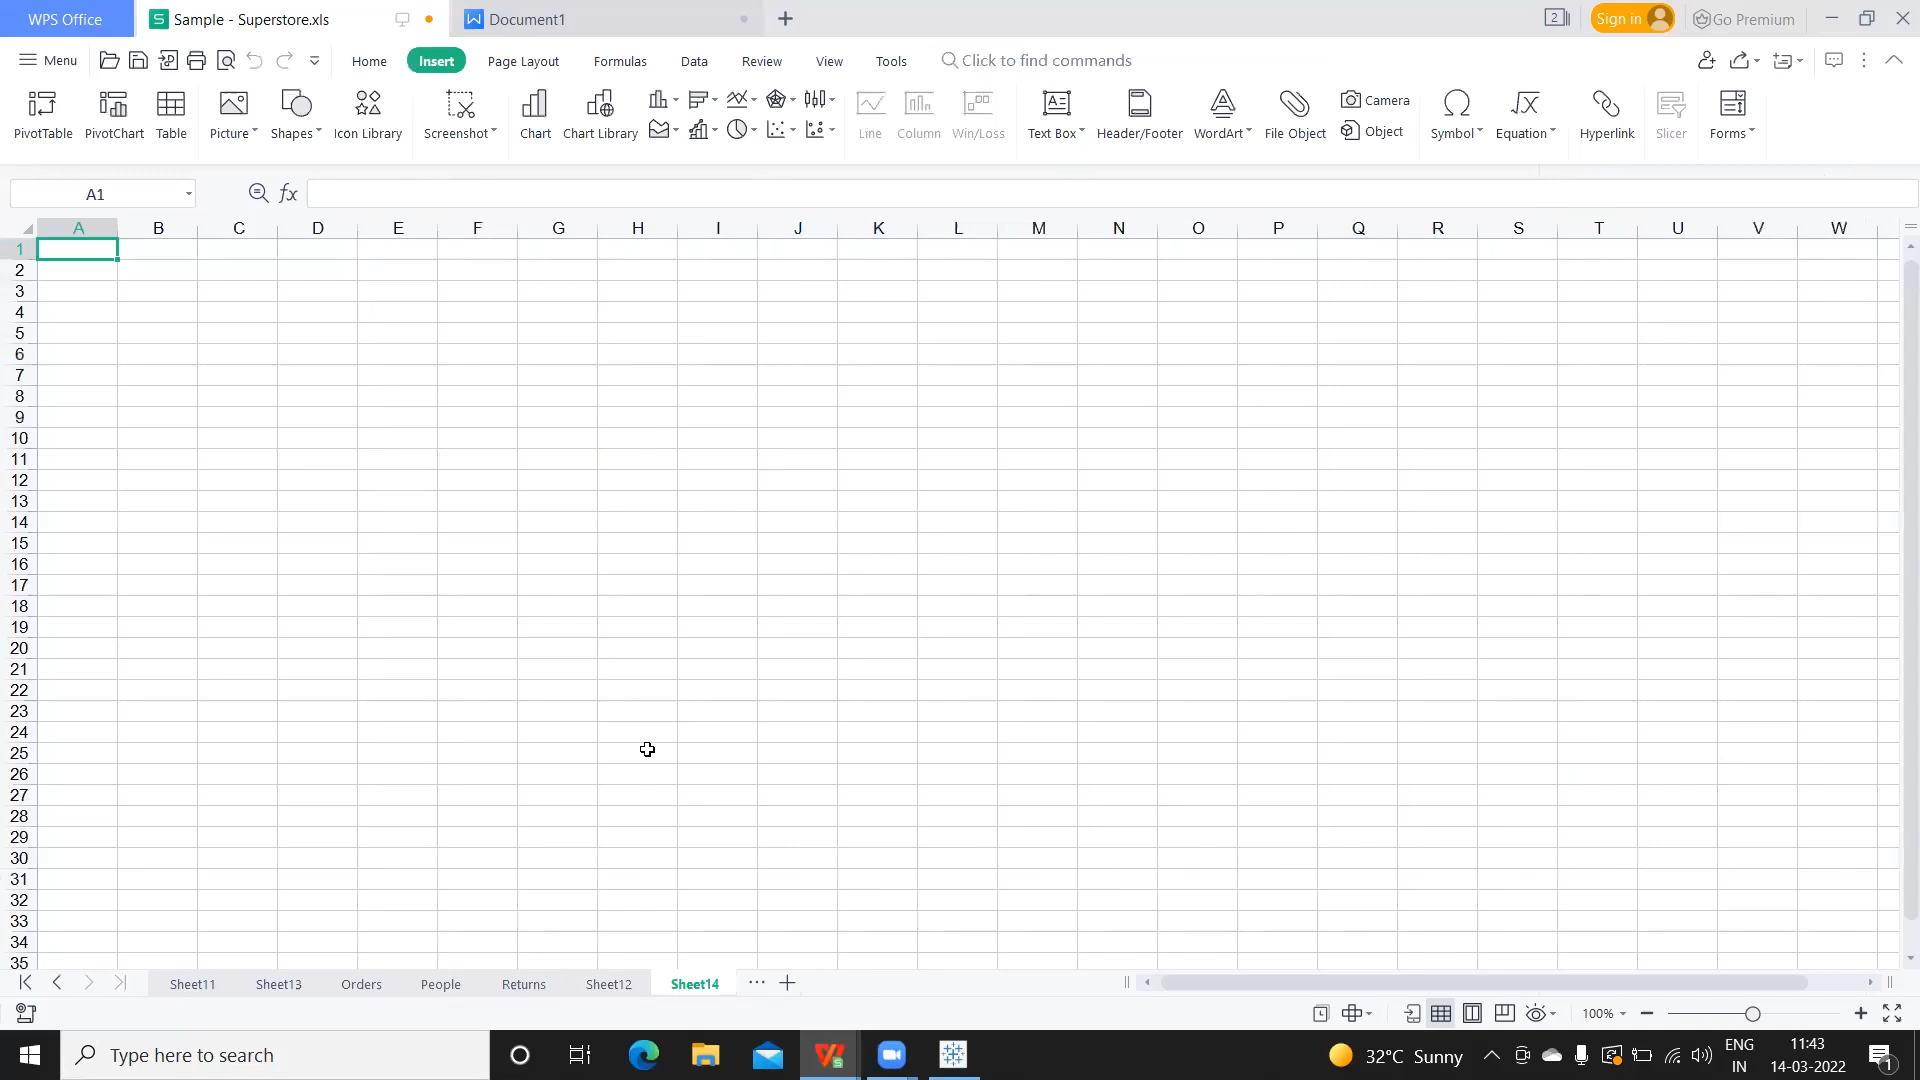 WPS Office
Sample - Superstore.xls
Document1
2
Sign in
Go Premium
Menu
Home
Insert
Page Layout
Formulas
Data
Review
View
Tools
Click to find commands
PivotTable
PivotChart
Table
Picture
Shapes
Icon Library
Screenshot
Chart
Chart Library
Line
Column
Win/Loss
Text Box
Header/Footer
WordArt
File Object
Camera
Object
Symbol
Equation
Hyperlink
Slicer
Forms
A1
fx
A B C D E F G H I J K L M N O P Q R S T U V W
1
2
3
4
5
6
7
8
9
10
11
12
13
14
15
16
17
18
19
20
21
22
23
24
25
26
27
28
29
30
31
32
33
34
35
Sheet11
Sheet13
Orders
People
Returns
Sheet12
Sheet14
100%
Type here to search
32°C Sunny
ENG
IN
11:43
14-03-2022
1